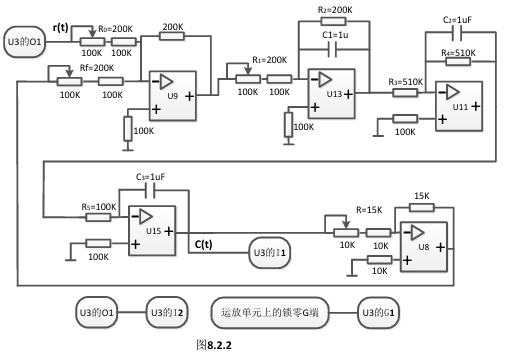 U3的O1
r(t)
R₀=200K
100K 100K
200K
Rf=200K
100K 100K
U9
100K
R₁=200K
100K 100K
R₂=200K
C1=1u
U13
100K
R₃=510K
C₂=1uF
R₄=510K
U11
100K
R₅=100K
C₃=1uF
U15
100K
C(t)
U3的I1
R=15K
10K 10K
15K
U8
10K
U3的O1
U3的I2
运放单元上的锁零G端
U3的G1
图8.2.2